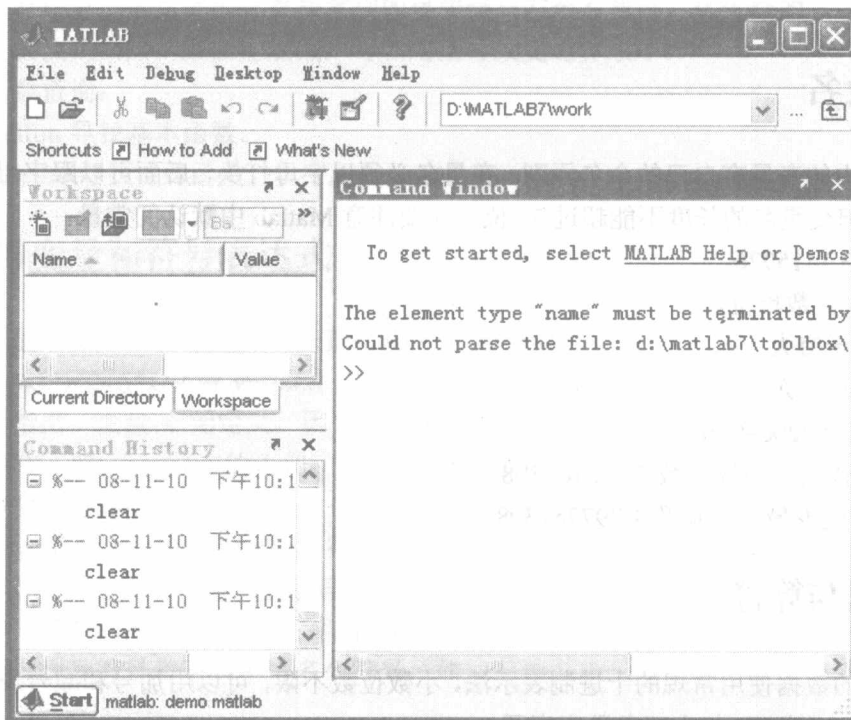 MATLAB
File Edit Debug Desktop Window Help
D:\MATLAB7\work
...
Shortcuts How to Add What's New
Workspace
Bs
Name Value
Current Directory Workspace
Command History
%-- 08-11-10 下午10:1
clear
%-- 08-11-10 下午10:1
clear
%-- 08-11-10 下午10:1
clear
Command Window
To get started, select MATLAB Help or Demos
The element type "name" must be terminated by
Could not parse the file: d:\matlab7\toolbox\
>>
Start matlab: demo matlab